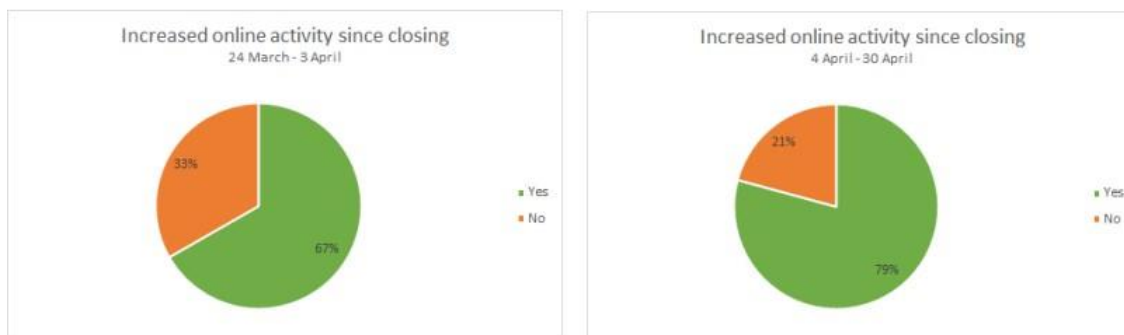 Increased online activity since closing
24 March - 3 April
33%
67%
Yes
No
Increased online activity since closing
4 April - 30 April
21%
79%
Yes
No